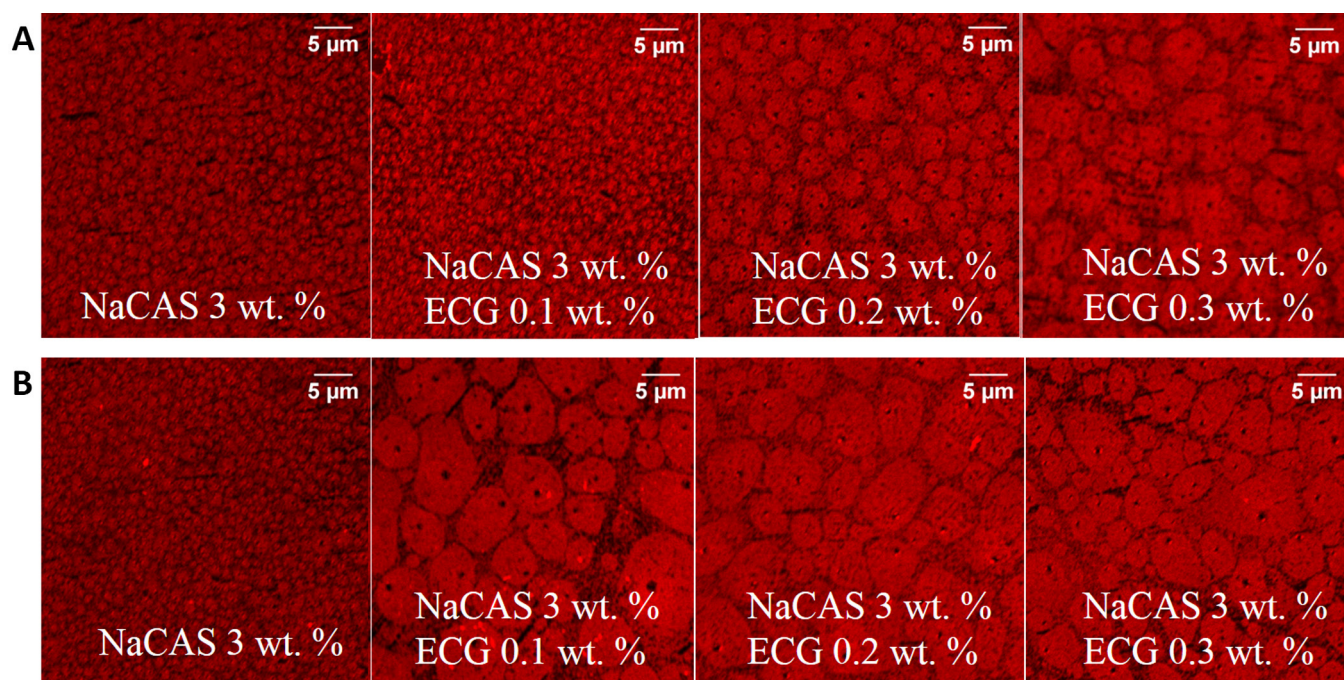 A
5 µm
5 µm
5 µm
5 µm
NaCAS 3 wt. %
NaCAS 3 wt. %
ECG 0.1 wt. %
NaCAS 3 wt. %
ECG 0.2 wt. %
NaCAS 3 wt. %
ECG 0.3 wt. %
B
5 µm
5 µm
5 µm
5 µm
NaCAS 3 wt. %
NaCAS 3 wt. %
ECG 0.1 wt. %
NaCAS 3 wt. %
ECG 0.2 wt. %
NaCAS 3 wt. %
ECG 0.3 wt. %